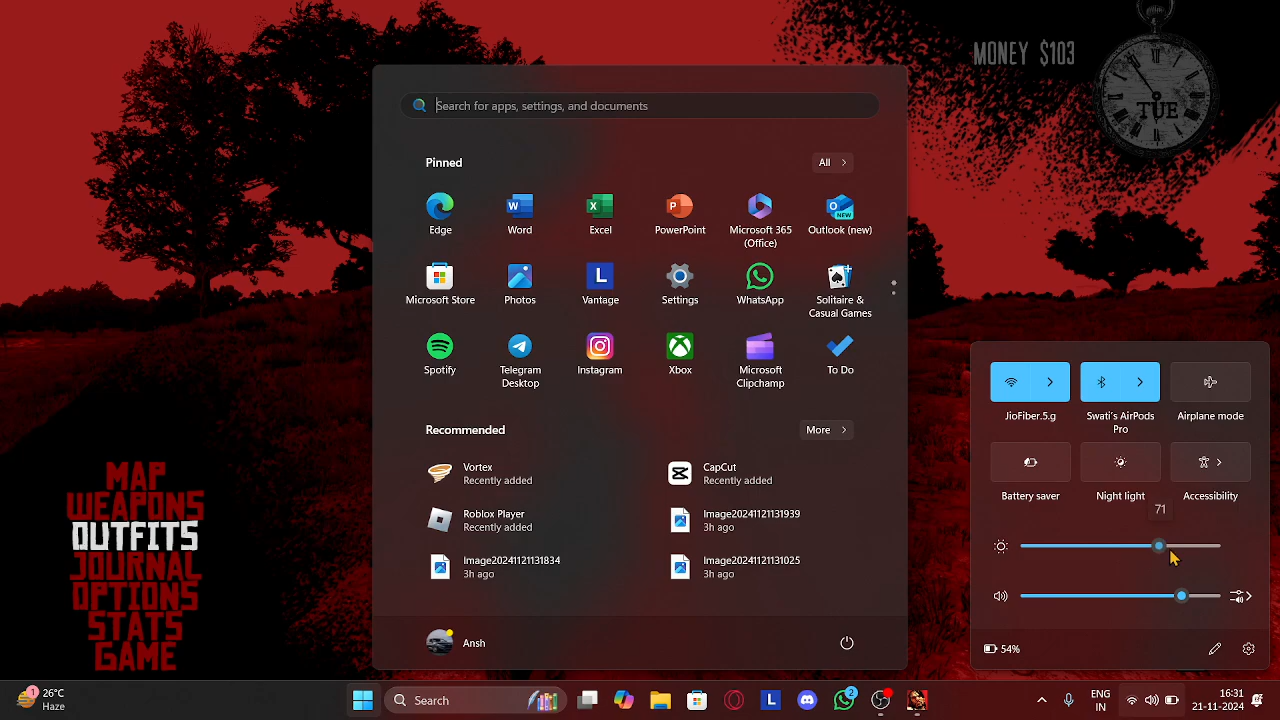 MONEY $103
TUE
Search for apps, settings, and documents
Pinned
All
Edge
Word
Excel
PowerPoint
Microsoft 365
(Office)
Outlook (new)
NEW
Microsoft Store
Photos
Vantage
Settings
WhatsApp
Solitaire &
Casual Games
Spotify
Telegram
Desktop
Instagram
Xbox
Microsoft
Clipchamp
To Do
Recommended
More
Vortex
Recently added
CapCut
Recently added
Roblox Player
Recently added
Image20241121131939
3h ago
Image20241121131834
3h ago
Image20241121131025
3h ago
Ansh
MAP
WEAPONS
OUTFITS
JOURNAL
OPTIONS
STATS
GAME
JioFiber.5.g
Swati's AirPods
Pro
Airplane mode
Battery saver
Night light
Accessibility
71
54%
1
26°C
Haze
Search
2
ENG
IN
16:31
21-11-2024